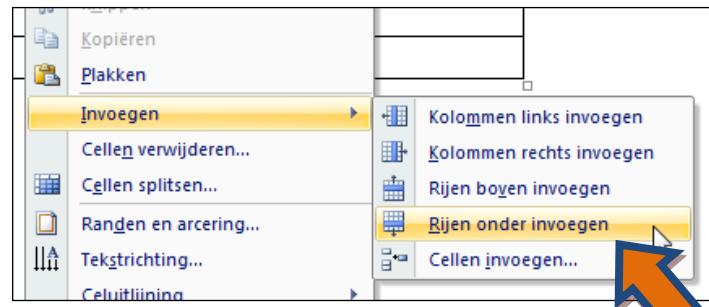 Kopiëren
Plakken
Invoegen
Cellen verwijderen...
Cellen splitsen...
Randen en arcering...
Tekstrichting...
Celuitlijning
Kolommen links invoegen
Kolommen rechts invoegen
Rijen boven invoegen
Rijen onder invoegen
Cellen invoegen...